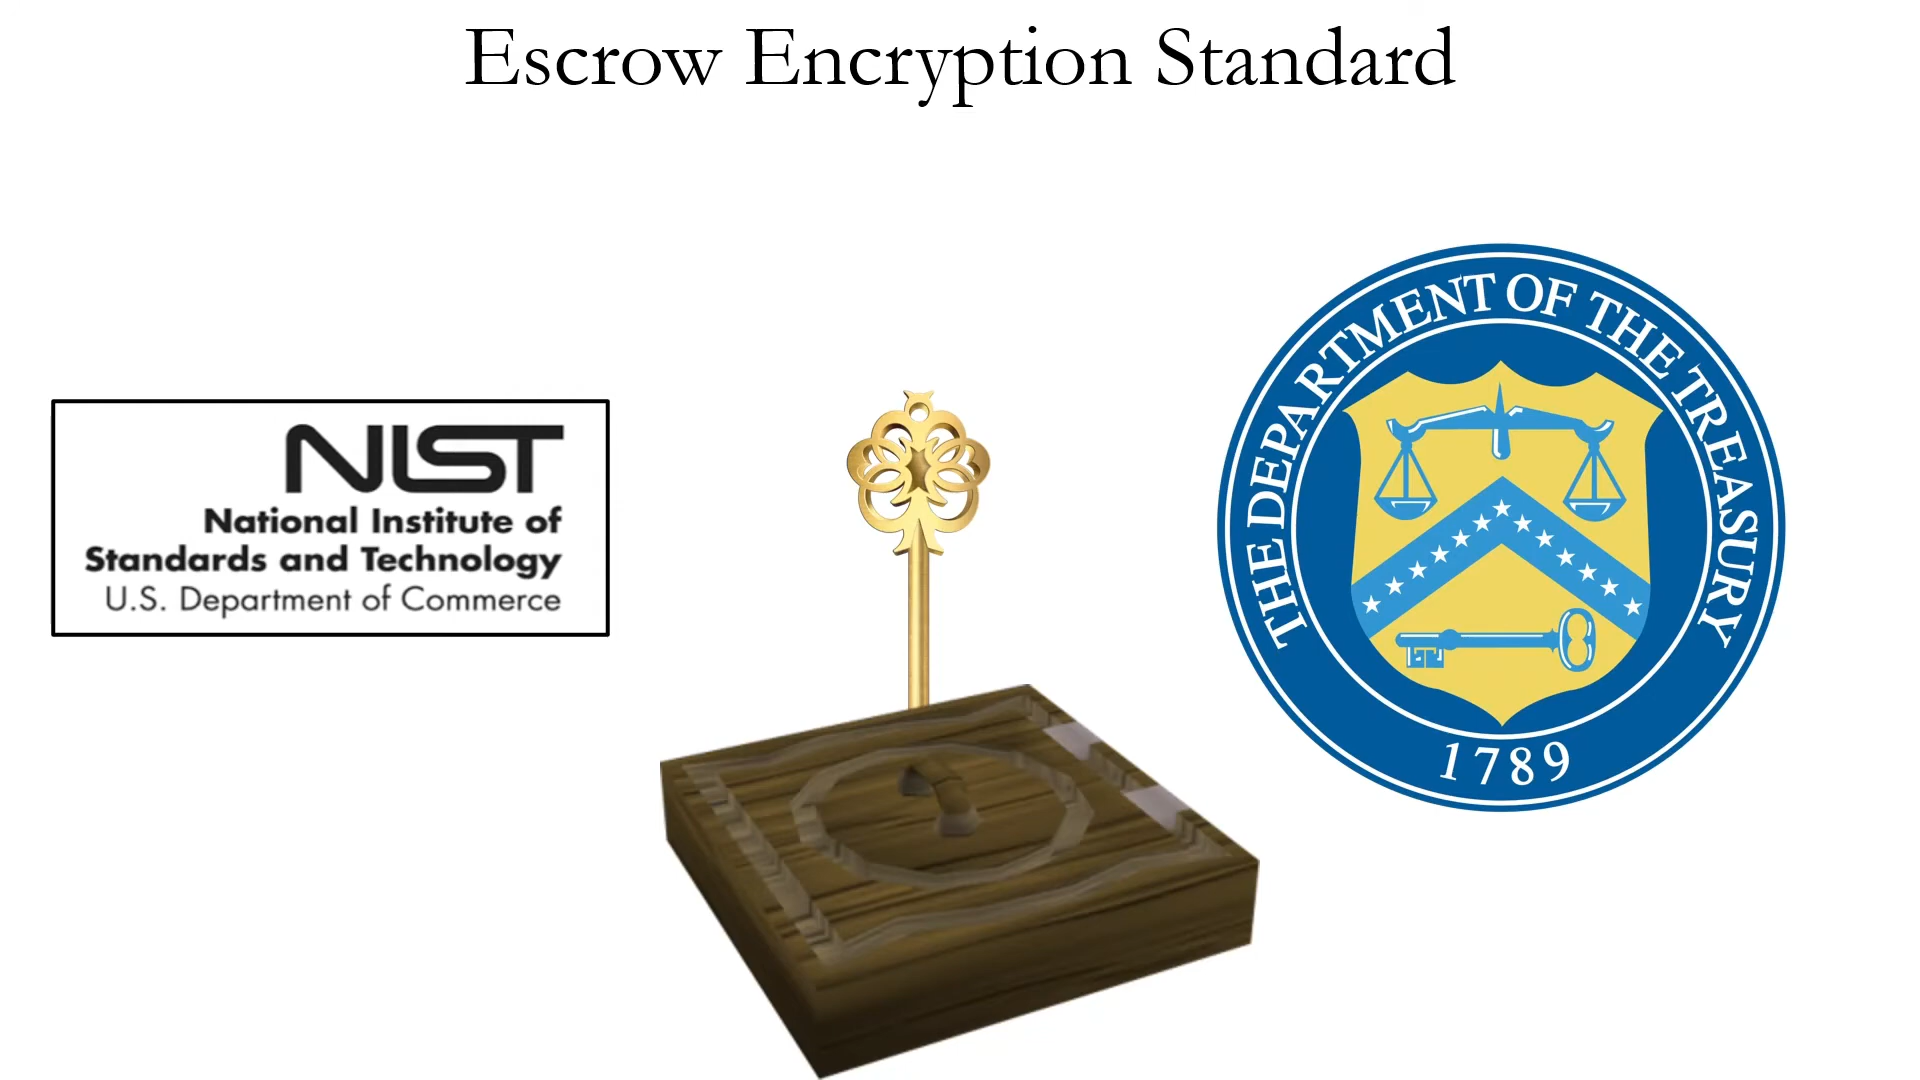 Escrow Encryption Standard
NIST
National Institute of
Standards and Technology
U.S. Department of Commerce
THE DEPARTMENT OF THE TREASURY
1789